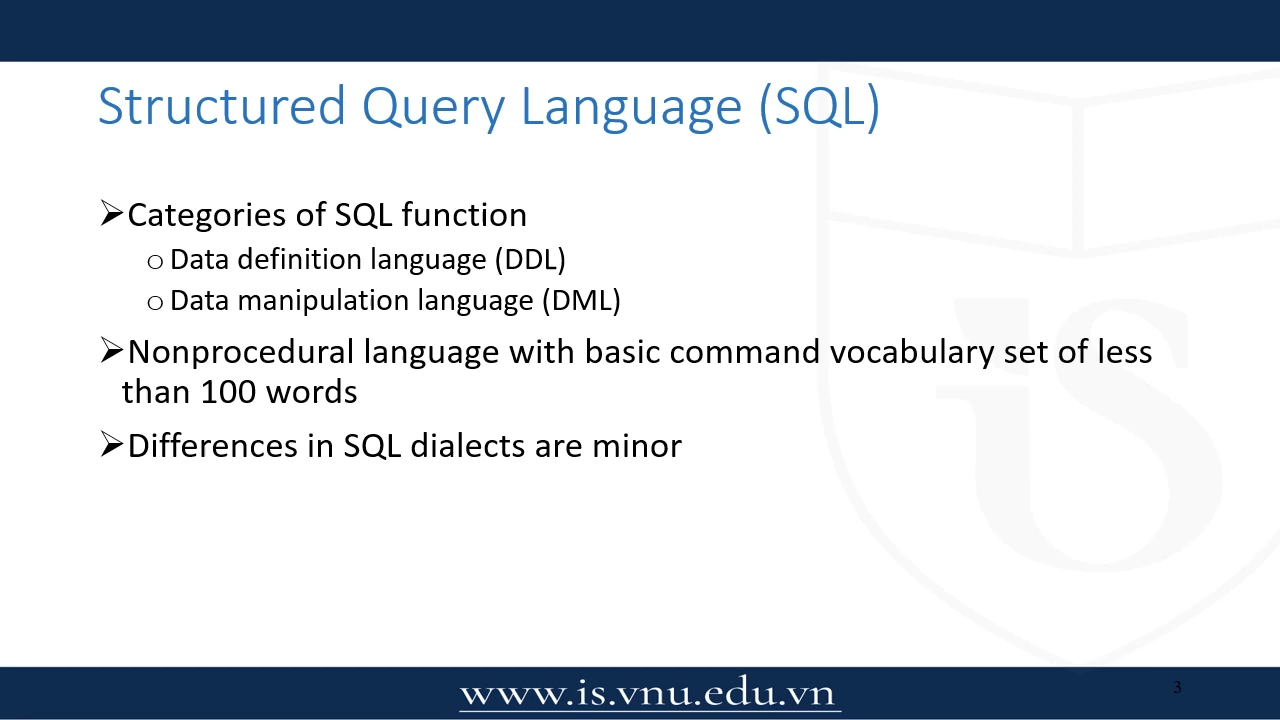 Structured Query Language (SQL)
➢Categories of SQL function
o Data definition language (DDL)
o Data manipulation language (DML)
➢Nonprocedural language with basic command vocabulary set of less
than 100 words
➢Differences in SQL dialects are minor
iS
www.is.vnu.edu.vn
3